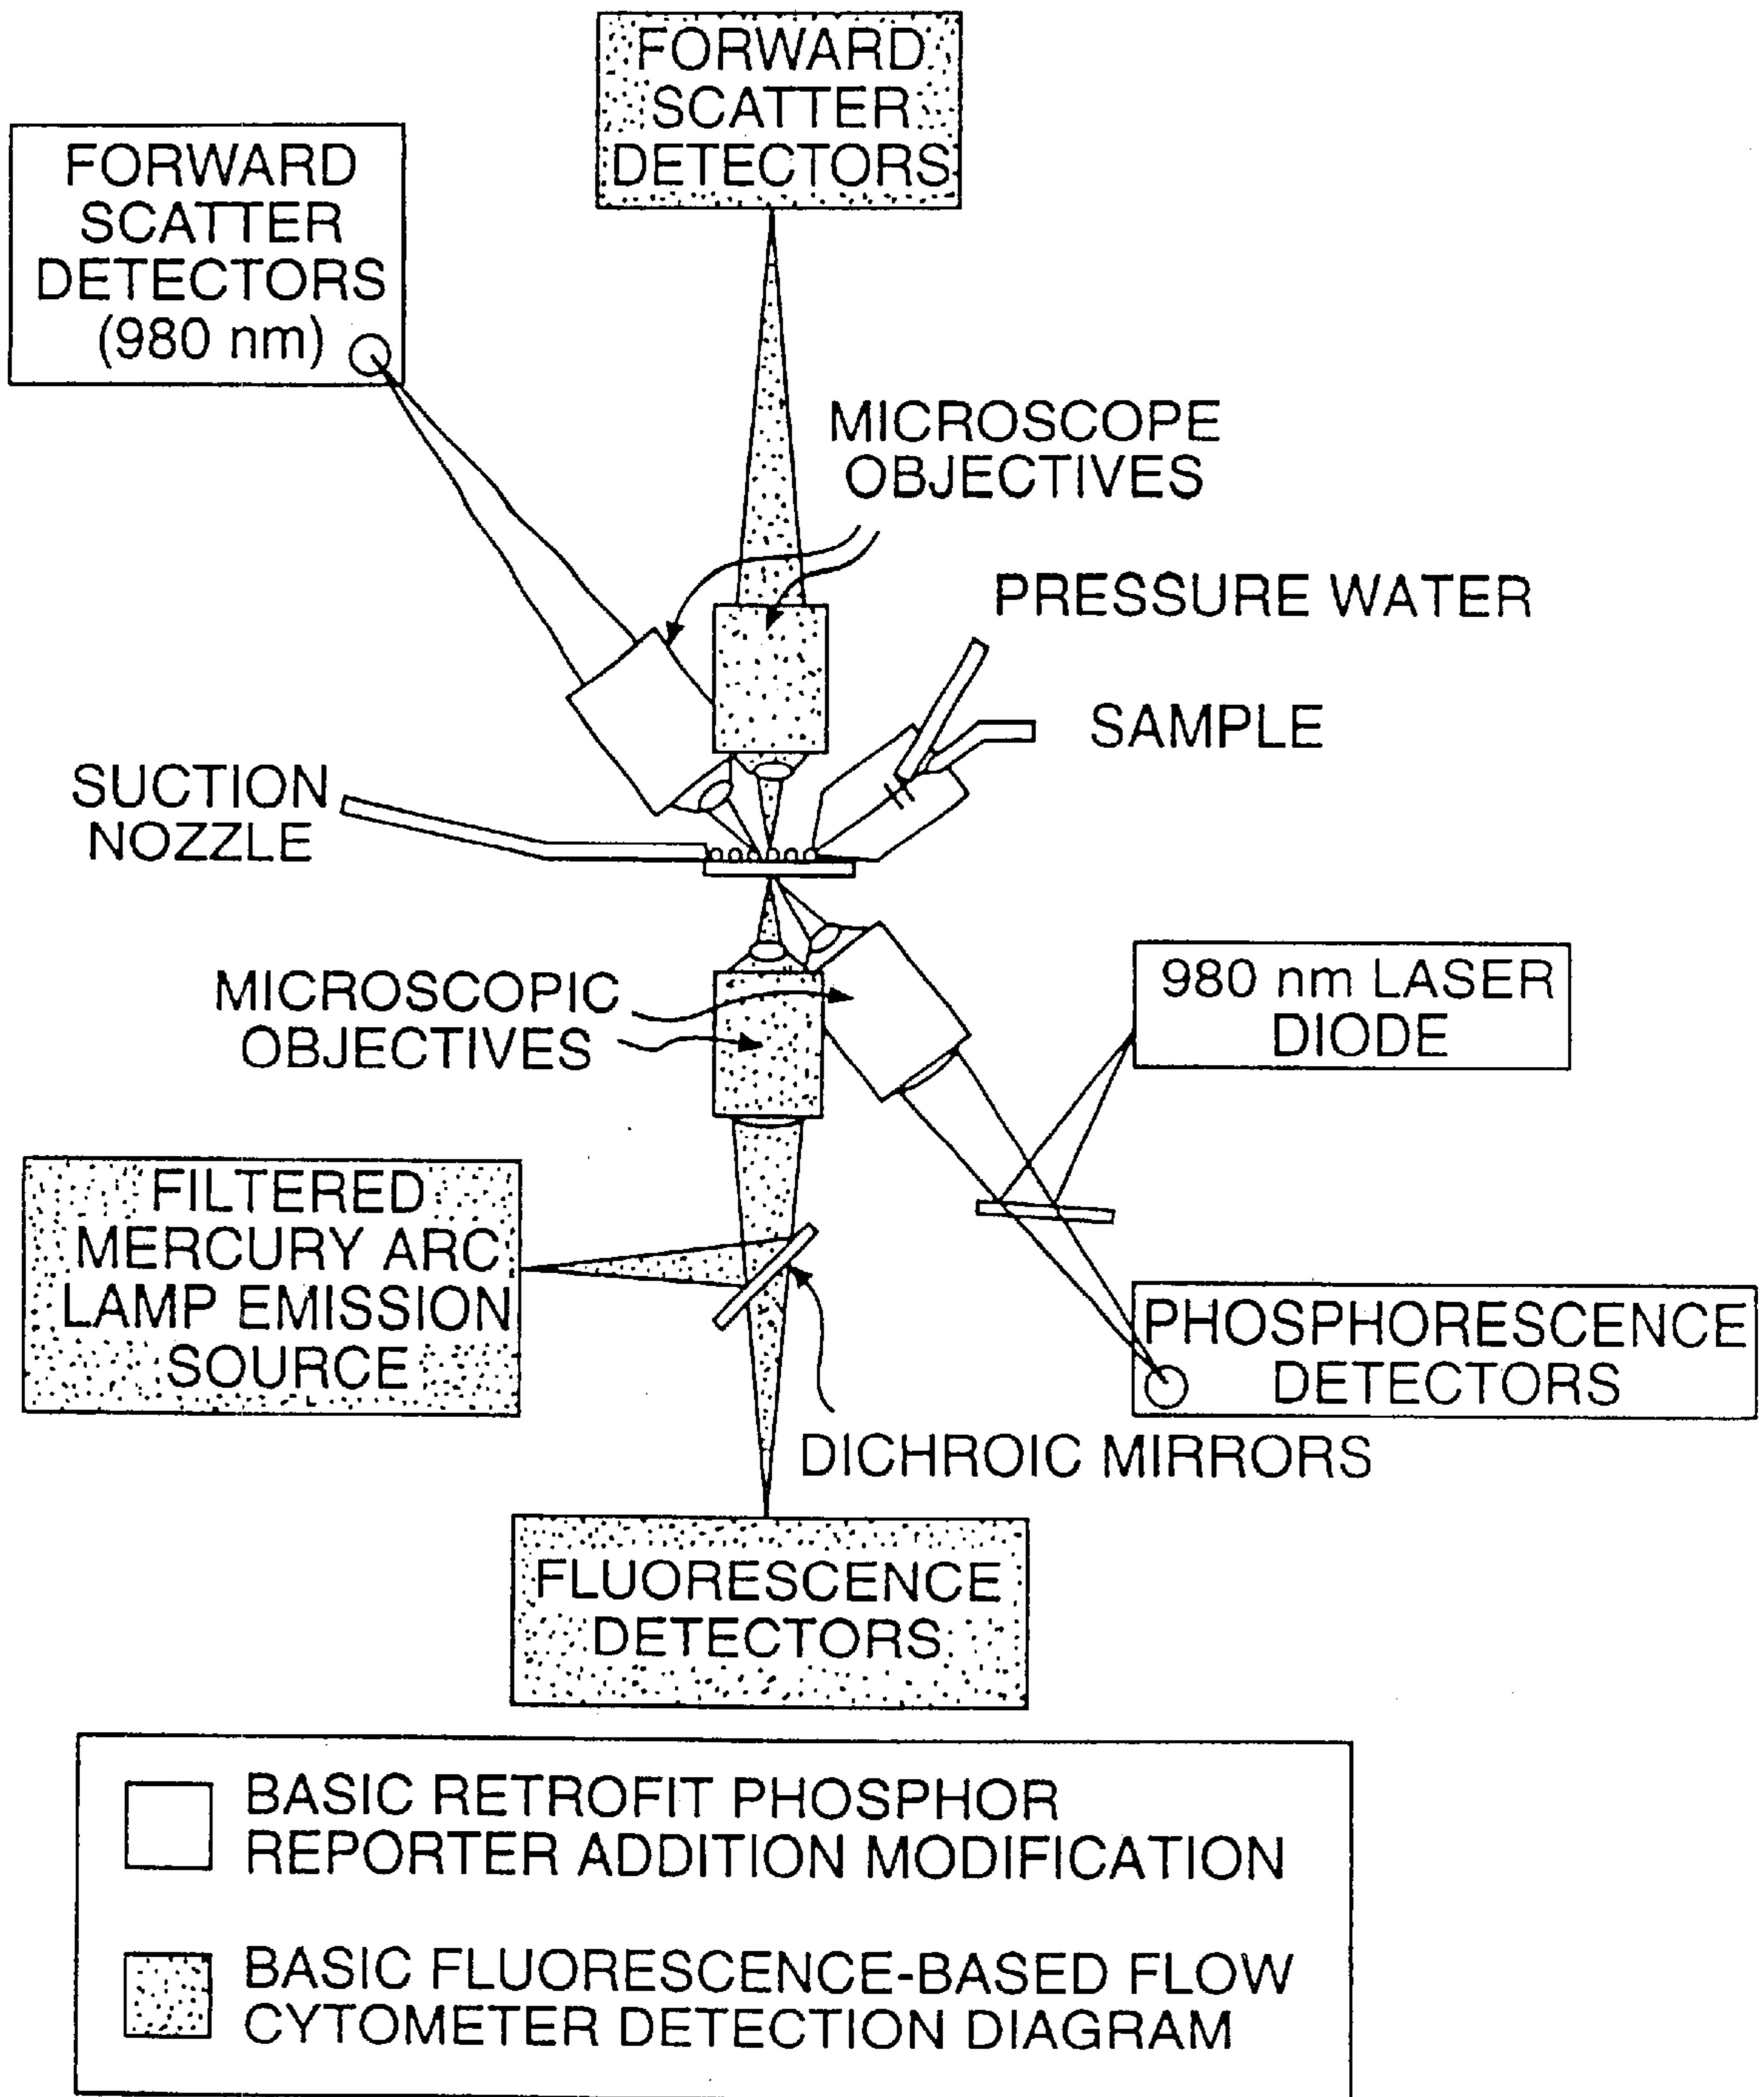 FORWARD
SCATTER
DETECTORS
FORWARD
SCATTER
DETECTORS
(980 nm)
MICROSCOPE
OBJECTIVES
PRESSURE WATER
SAMPLE
SUCTION
NOZZLE
MICROSCOPIC
OBJECTIVES
980 nm LASER
DIODE
FILTERED
MERCURY ARC
LAMP EMISSION
SOURCE
PHOSPHORESCENCE
DETECTORS
DICHROIC MIRRORS
FLUORESCENCE
DETECTORS
BASIC RETROFIT PHOSPHOR
REPORTER ADDITION MODIFICATION
BASIC FLUORESCENCE-BASED FLOW
CYTOMETER DETECTION DIAGRAM